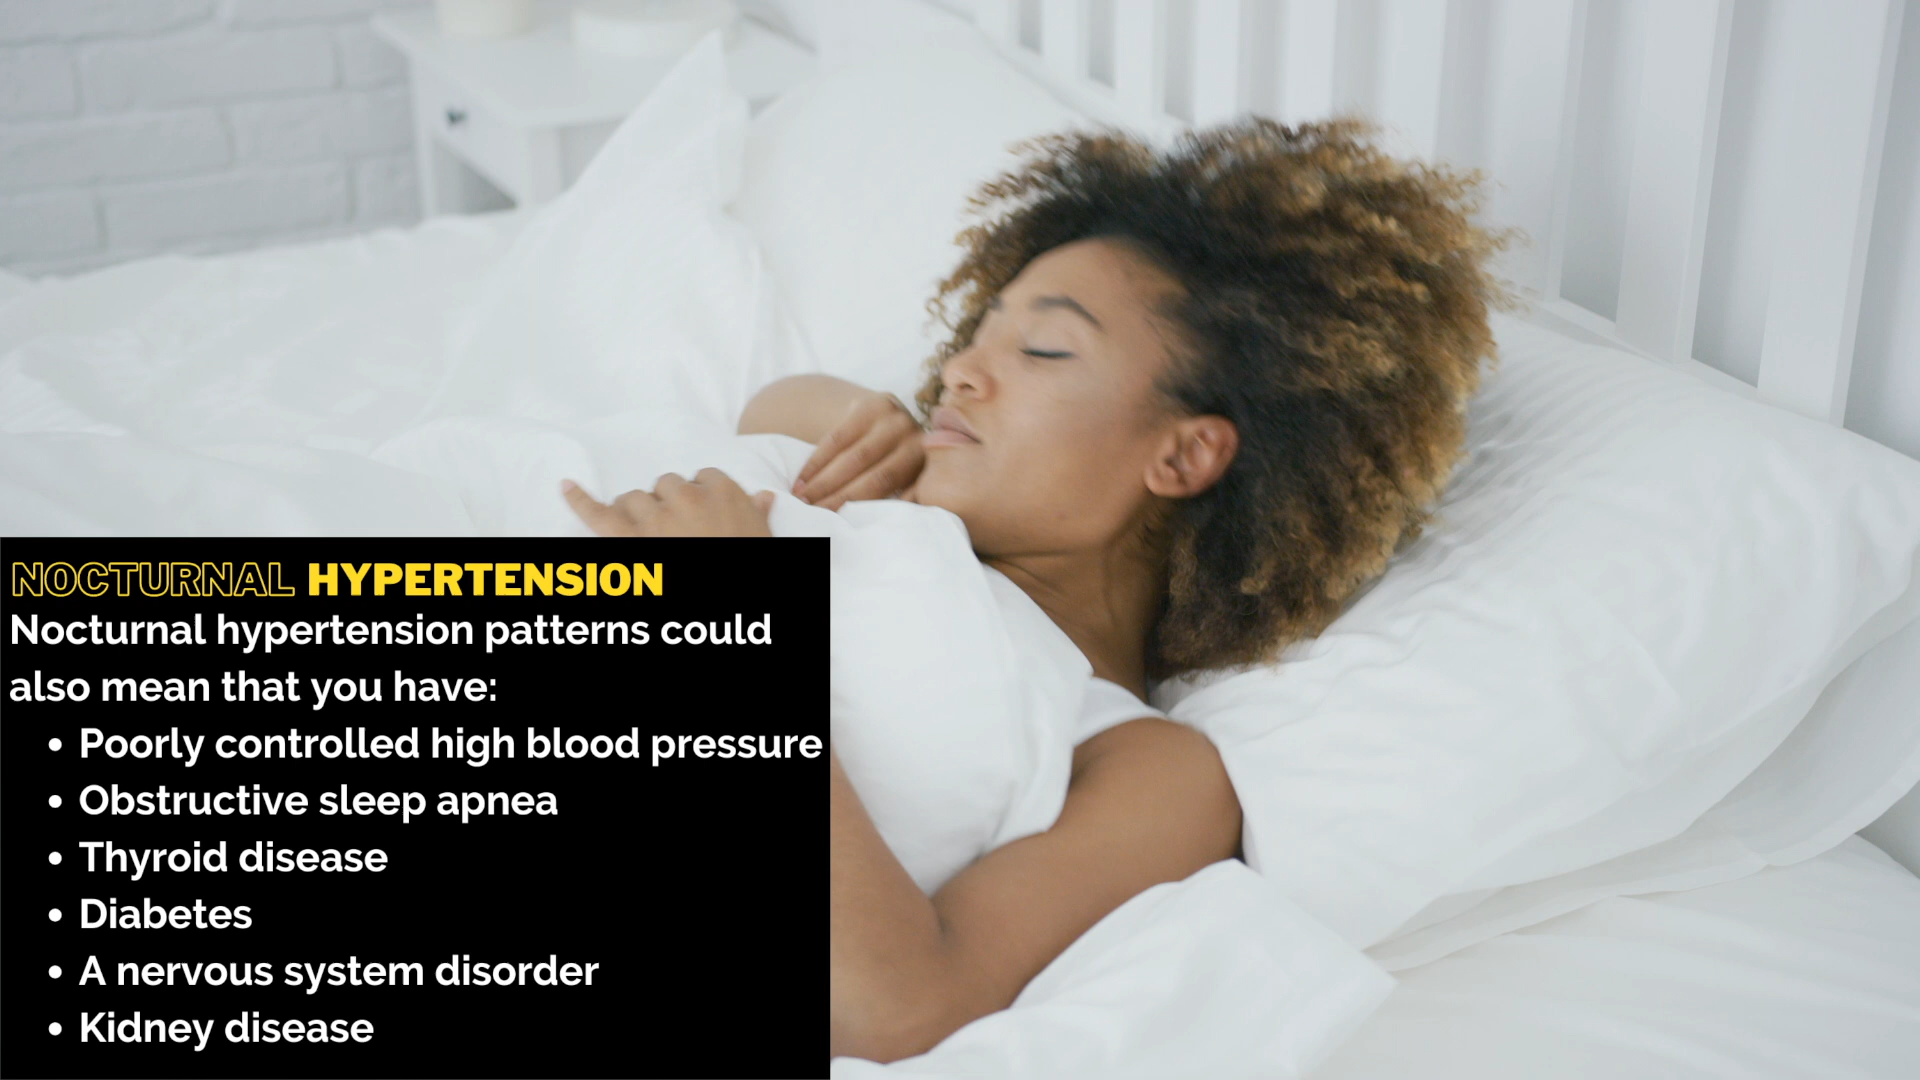 NOCTURNAL HYPERTENSION
Nocturnal hypertension patterns could
also mean that you have:
• Poorly controlled high blood pressure
• Obstructive sleep apnea
• Thyroid disease
• Diabetes
• A nervous system disorder
• Kidney disease